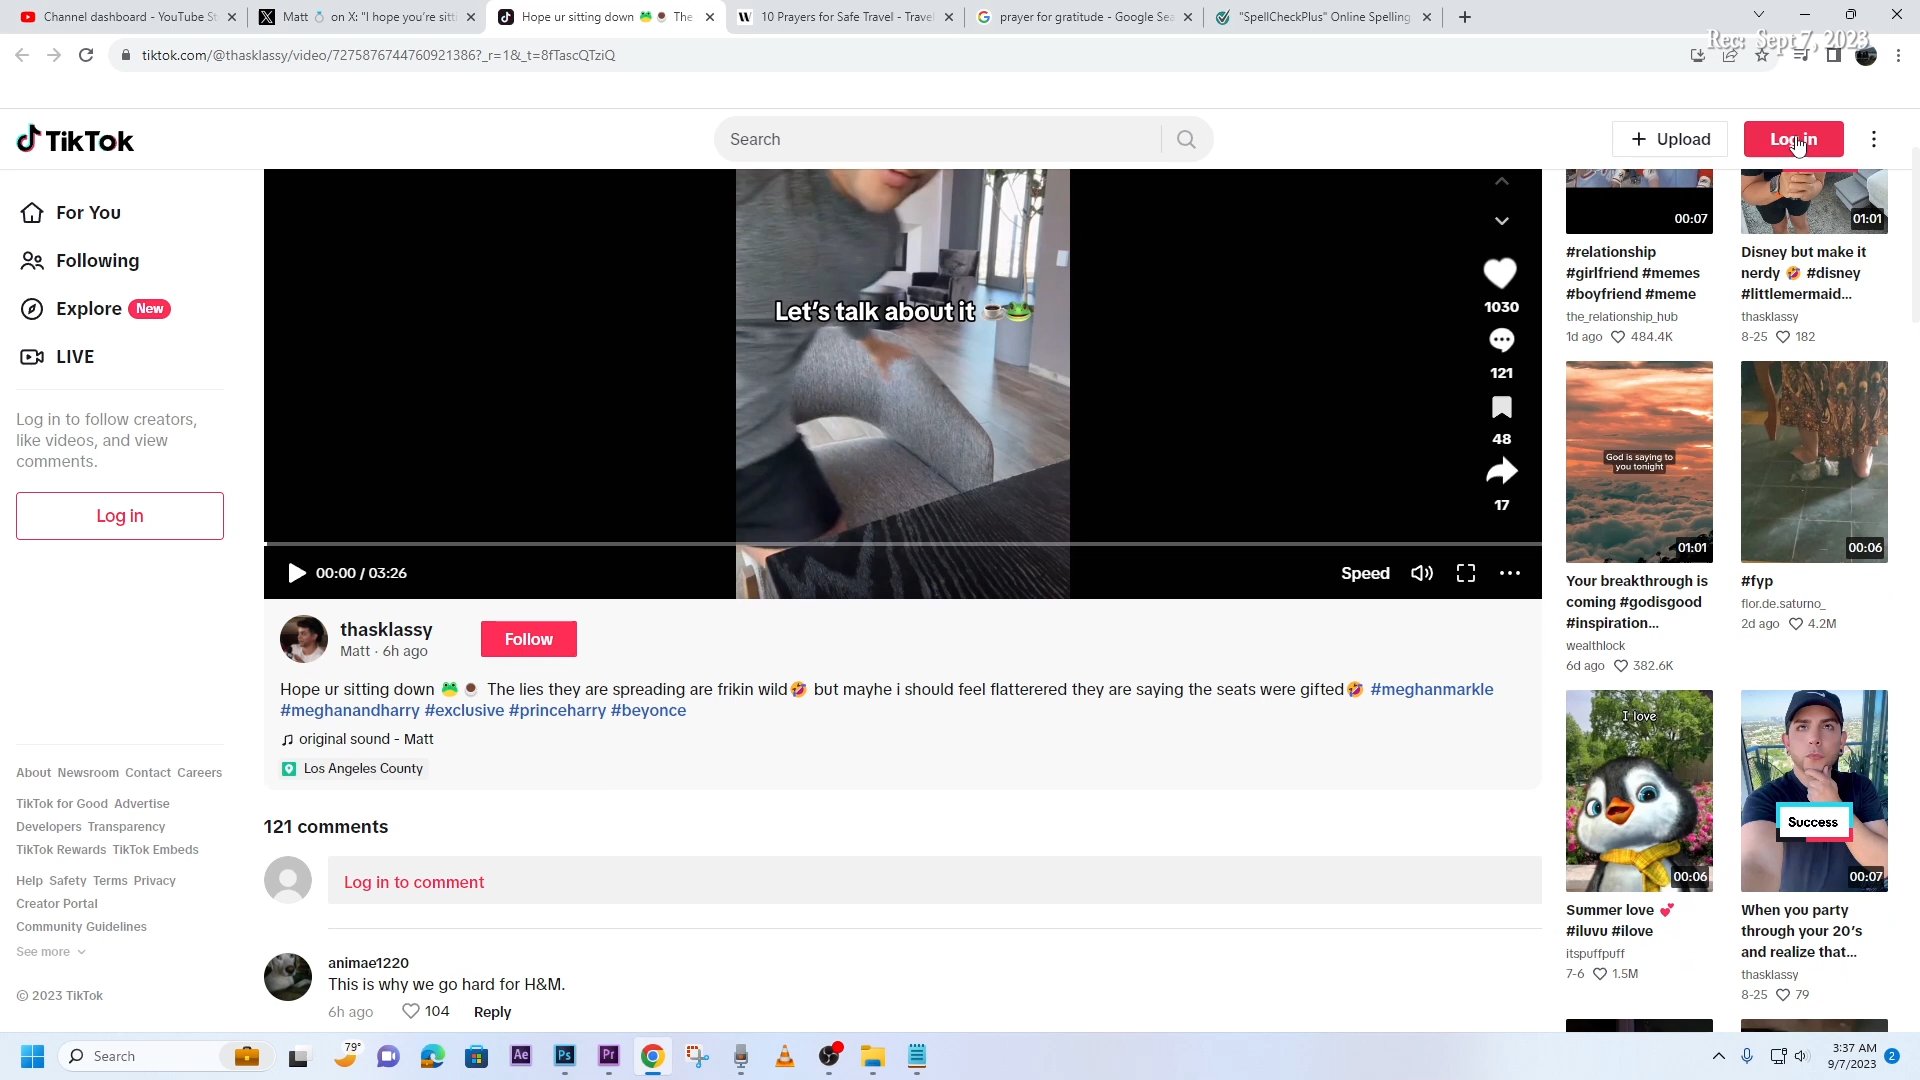 Channel dashboard - YouTube St
Matt 💍 on X: "I hope you're sitti
Hope ur sitting down 🐸☕ The
10 Prayers for Safe Travel - Travel
prayer for gratitude - Google Sea
"SpellCheckPlus" Online Spelling
Rec: Sept 7, 2023
tiktok.com/@thasklassy/video/7275876744760921386?_r=1&_t=8fTascQTziQ
TikTok
Search
Upload
Log in
For You
Following
Explore New
LIVE
Log in to follow creators,
like videos, and view
comments.
Log in
About Newsroom Contact Careers
TikTok for Good Advertise
Developers Transparency
TikTok Rewards TikTok Embeds
Help Safety Terms Privacy
Creator Portal
Community Guidelines
See more
© 2023 TikTok
Let's talk about it ☕🐸
1030
121
48
17
00:00 / 03:26
Speed
thasklassy
Matt · 6h ago
Follow
Hope ur sitting down 🐸☕ The lies they are spreading are frikin wild🤣 but mayhe i should feel flatterered they are saying the seats were gifted🤣 #meghanmarkle
#meghanandharry #exclusive #princeharry #beyonce
original sound - Matt
Los Angeles County
121 comments
Log in to comment
animae1220
This is why we go hard for H&M.
6h ago 104 Reply
00:07
#relationship
#girlfriend #memes
#boyfriend #meme
the_relationship_hub
1d ago 484.4K
01:01
Disney but make it
nerdy 🤣 #disney
#littlemermaid...
thasklassy
8-25 182
God is saying to
you tonight
01:01
Your breakthrough is
coming #godisgood
#inspiration...
wealthlock
6d ago 382.6K
00:06
#fyp
flor.de.saturno_
2d ago 4.2M
I love
00:06
Summer love 💕
#iluvu #ilove
itspuffpuff
7-6 1.5M
Success
00:07
When you party
through your 20's
and realize that...
thasklassy
8-25 79
79°
Search
Ae
Ps
Pr
3:37 AM
9/7/2023
2